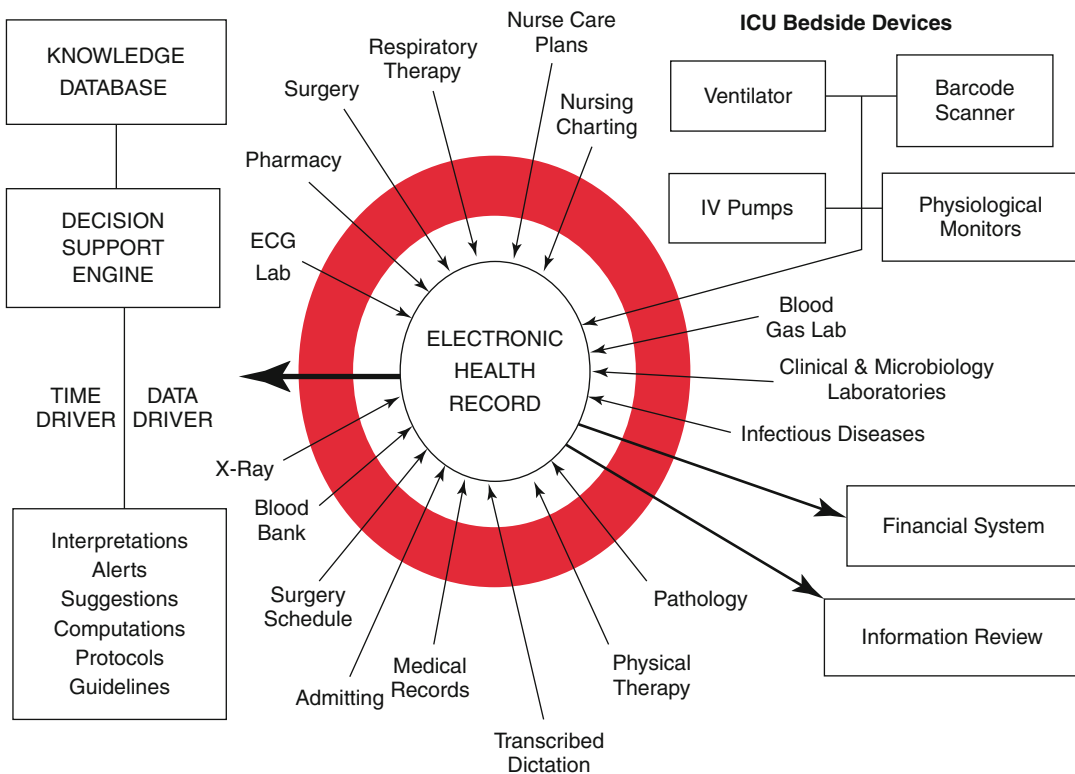 KNOWLEDGE
DATABASE
DECISION
SUPPORT
ENGINE
TIME
DRIVER
DATA
DRIVER
Interpretations
Alerts
Suggestions
Computations
Protocols
Guidelines
Nurse Care
Plans
Respiratory
Therapy
Surgery
Nursing
Charting
Pharmacy
ECG
Lab
ELECTRONIC
HEALTH
RECORD
X-Ray
Blood
Bank
Surgery
Schedule
Admitting
Medical
Records
Transcribed
Dictation
Physical
Therapy
Pathology
ICU Bedside Devices
Ventilator
Barcode
Scanner
IV Pumps
Physiological
Monitors
Blood
Gas Lab
Clinical & Microbiology
Laboratories
Infectious Diseases
Financial System
Information Review